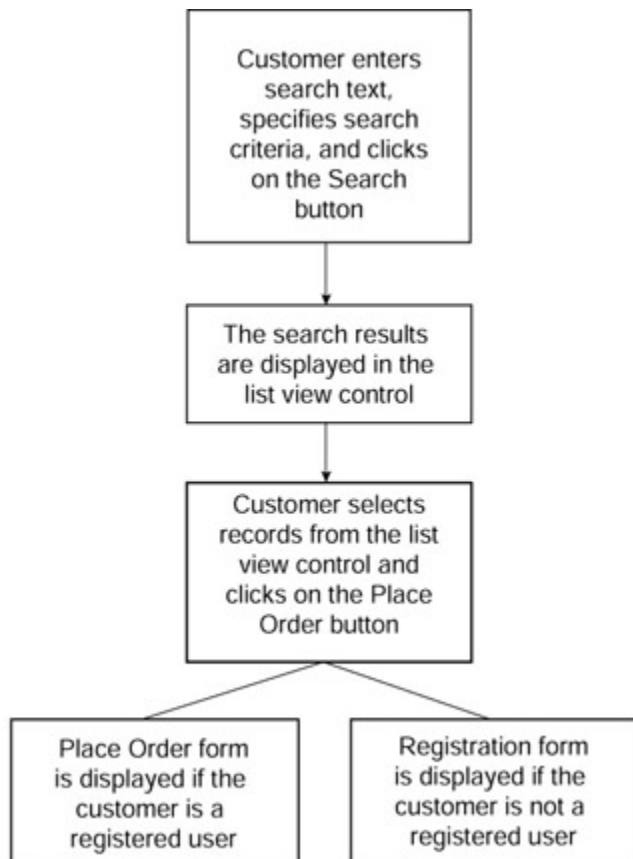 Customer enters
search text,
specifies search
criteria, and clicks
on the Search
button
The search results
are displayed in the
list view control
Customer selects
records from the list
view control and
clicks on the Place
Order button
Place Order form
is displayed if the
customer is a
registered user
Registration form
is displayed if the
customer is not a
registered user